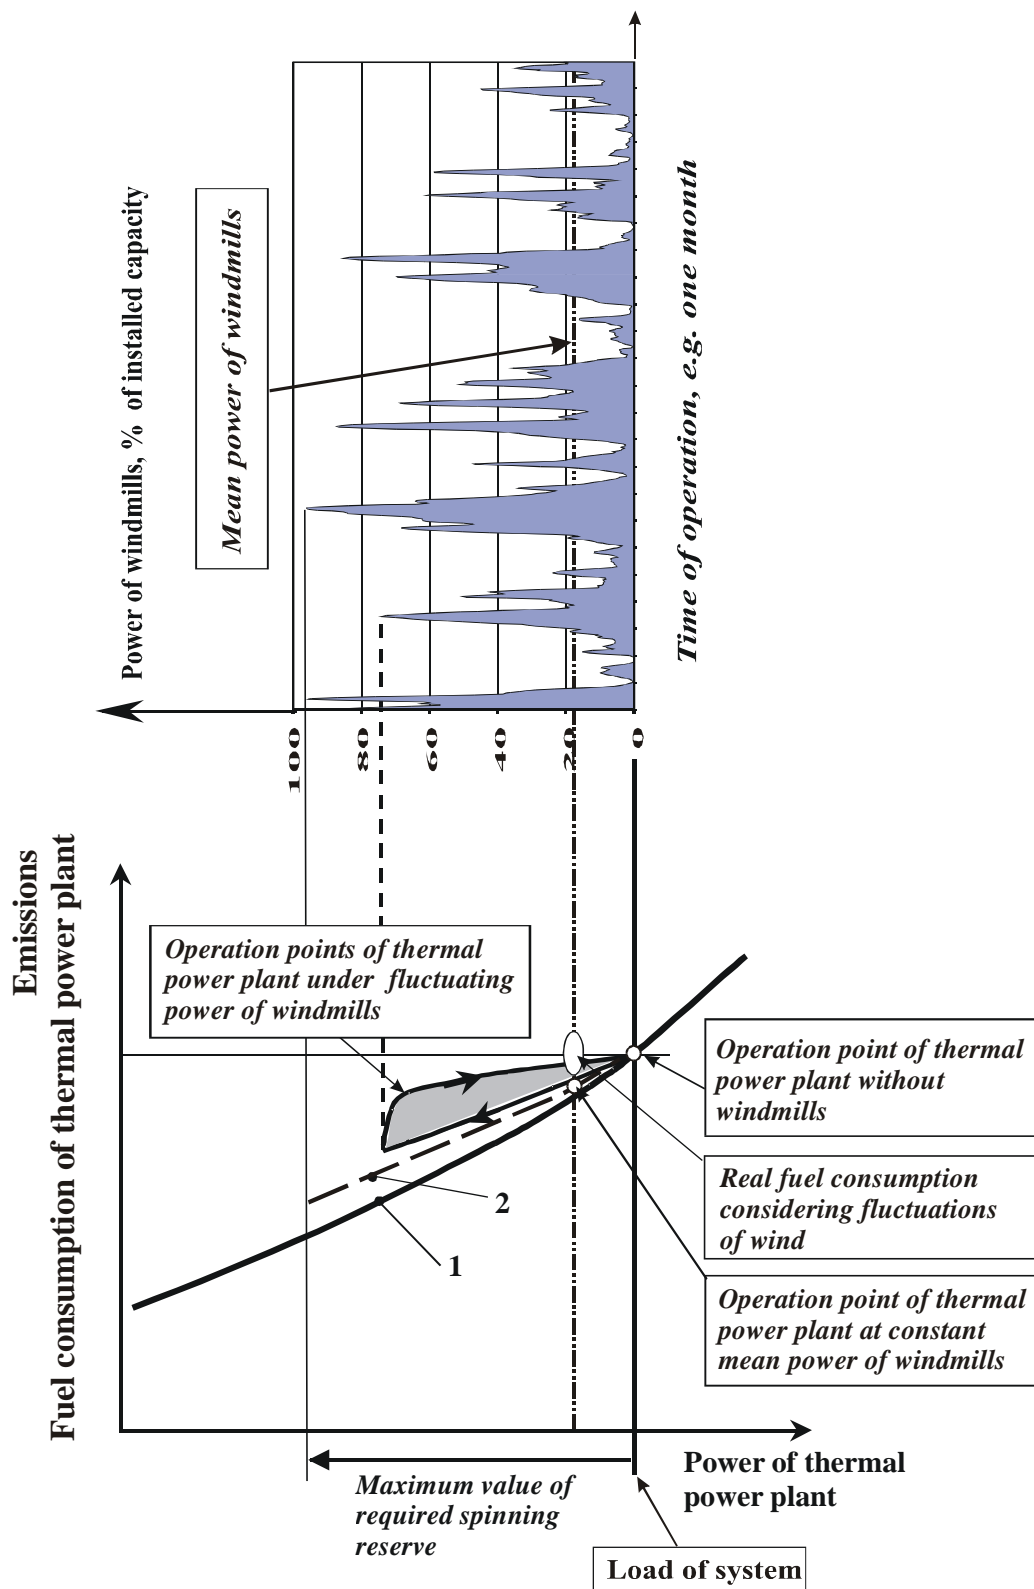 Power of windmills, % of installed capacity
Mean power of windmills
Time of operation, e.g. one month
100
80
60
40
20
0
Emissions
Fuel consumption of thermal power plant
Operation points of thermal
power plant under fluctuating
power of windmills
Operation point of thermal
power plant without
windmills
Real fuel consumption
considering fluctuations
of wind
Operation point of thermal
power plant at constant
mean power of windmills
2
1
Power of thermal
power plant
Maximum value of
required spinning
reserve
Load of system